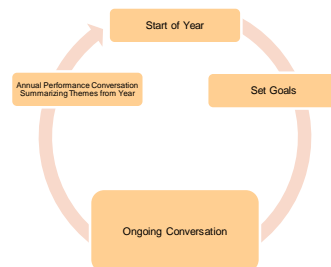 Start of Year
Set Goals
Ongoing Conversation
Annual Performance Conversation
Summarizing Themes from Year